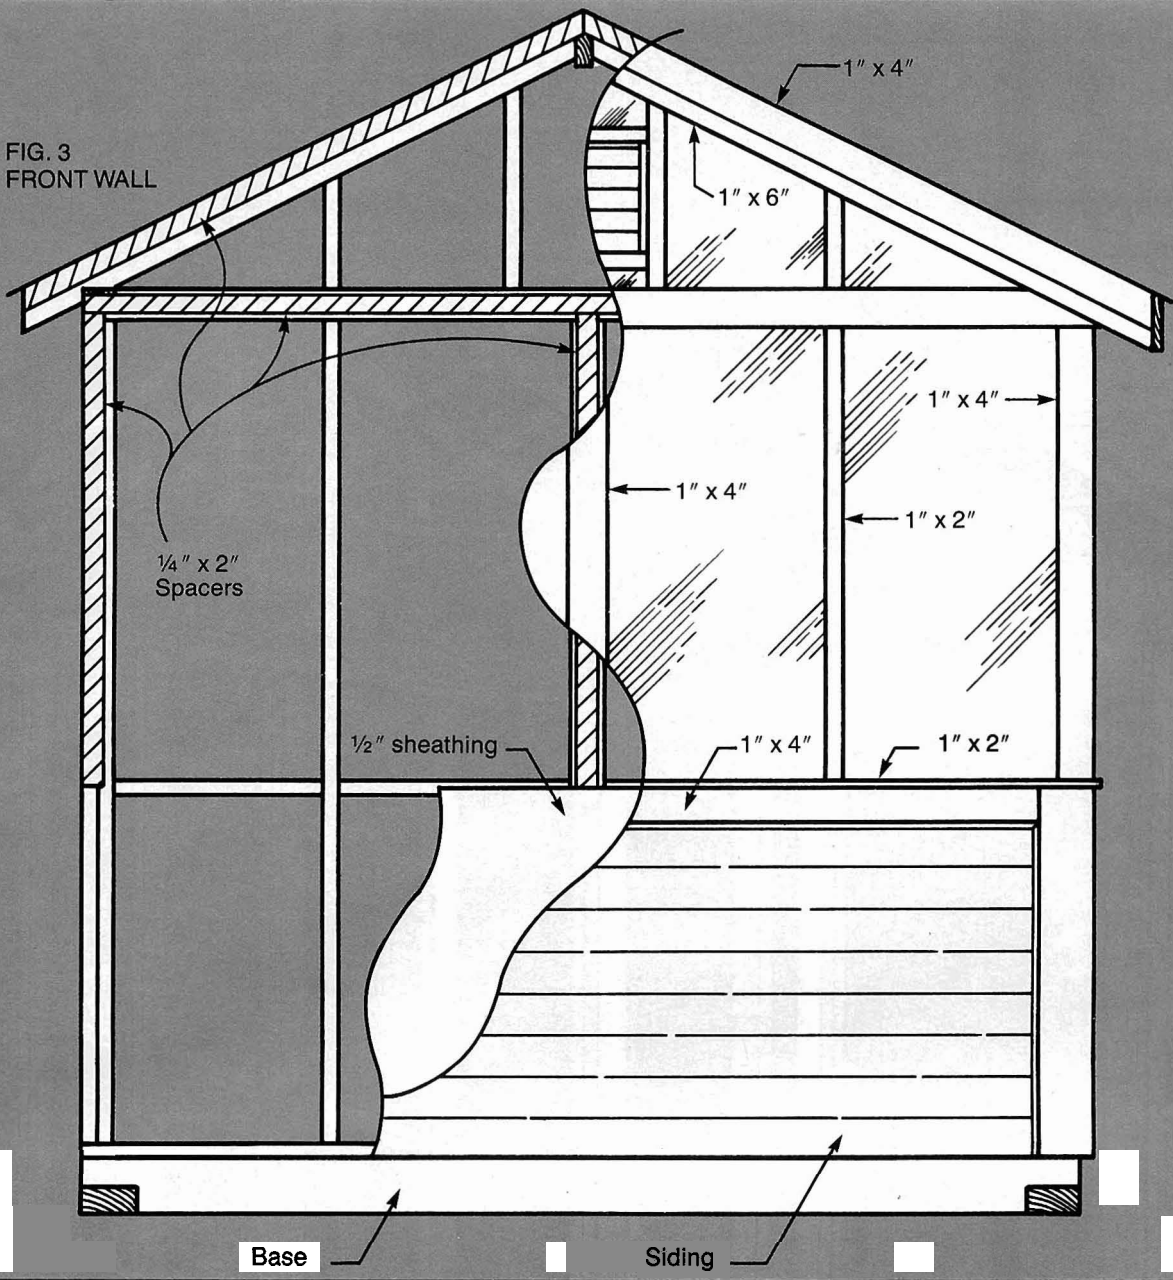 1″ x 4″
FIG. 3
FRONT WALL
1″ x 6″
1″ x 4″
1″ x 4″
1″ x 2″
¼″ x 2″
Spacers
½″ sheathing
1″ x 4″
1″ x 2″
Base
Siding